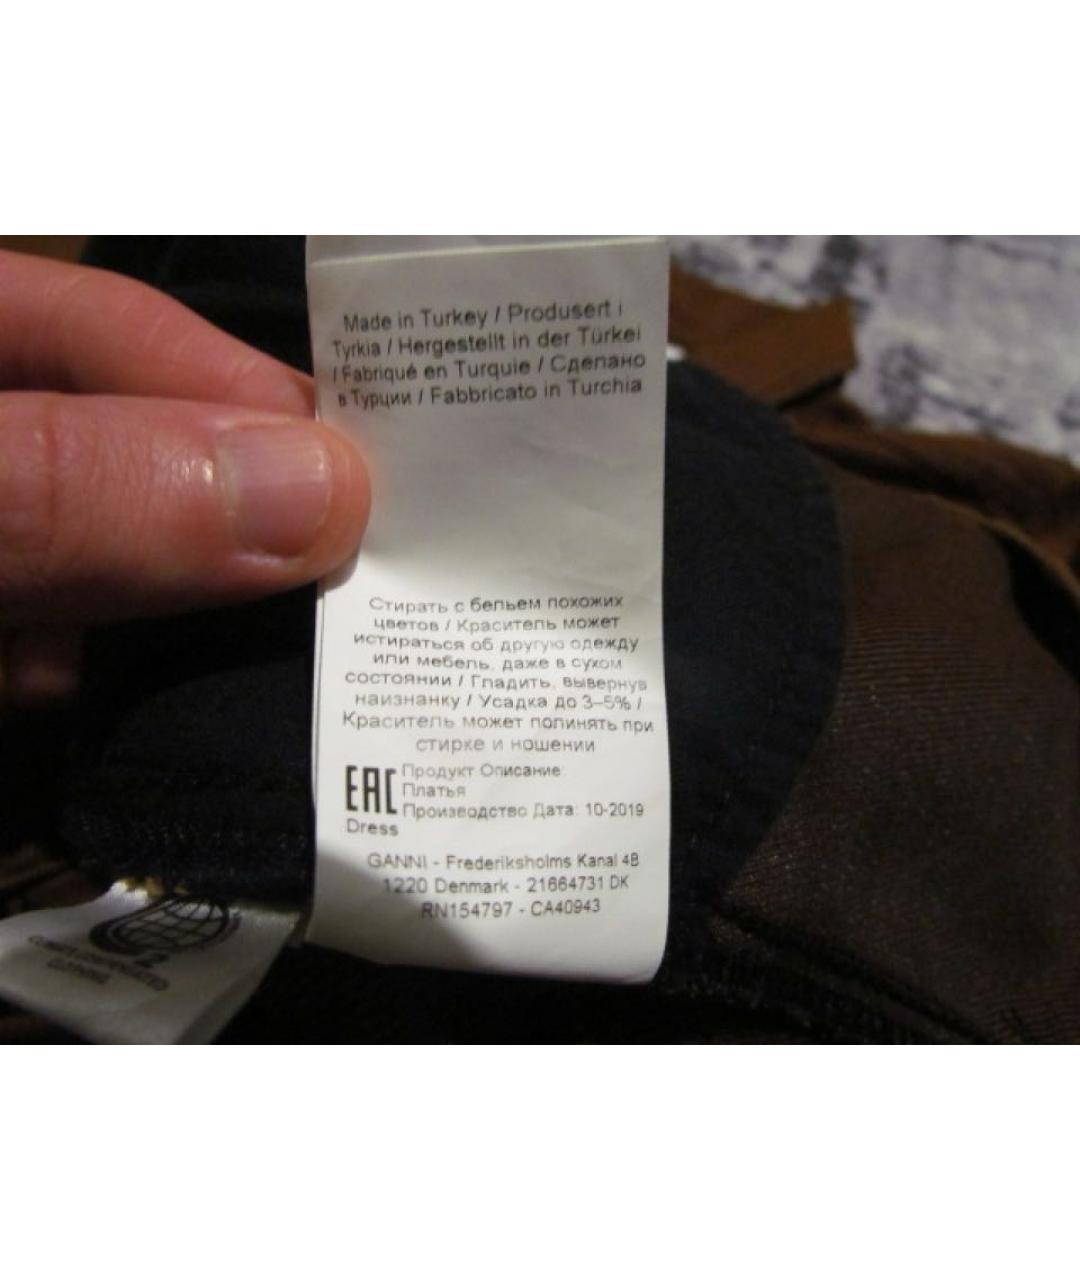 Made in Turkey / Produsert i
Tyrkia / Hergestellt in der Türkei
/ Fabriqué en Turquie / Сделано
в Турции / Fabbricato in Turchia
Стирать с бельем похожих
цветов / Краситель может
истираться об другую одежду
или мебель, даже в сухом
состоянии / Гладить, вывернув
наизнанку / Усадка до 3–5% /
Краситель может полинять при
стирке и ношении
EAC
Продукт Описание:
Платья
Производство Дата: 10-2019
Dress
GANNI - Frederiksholms Kanal 4B
1220 Denmark - 21664731 DK
RN154797 - CA40943